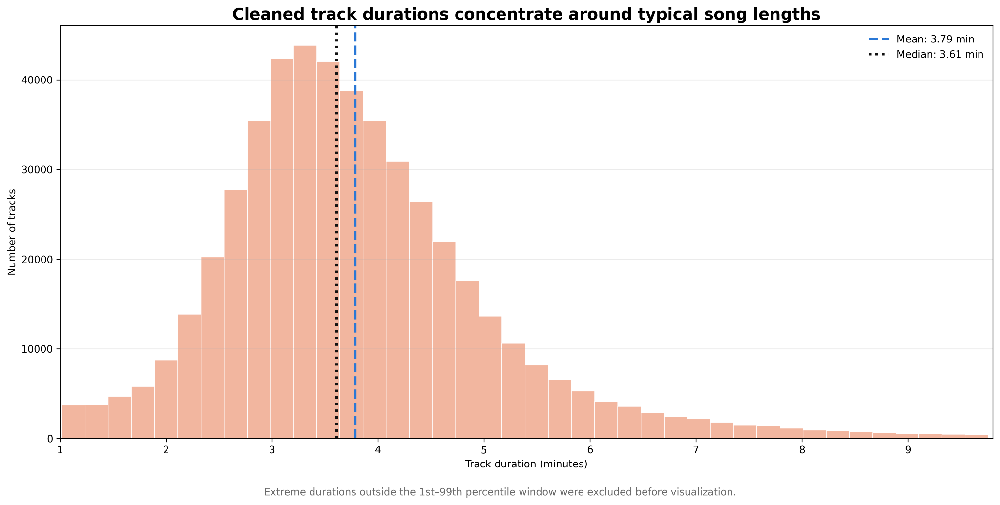 Cleaned track durations concentrate around typical song lengths
Mean: 3.79 min
Median: 3.61 min
Number of tracks
40000
30000
20000
10000
0
1 2 3 4 5 6 7 8 9
Track duration (minutes)
Extreme durations outside the 1st–99th percentile window were excluded before visualization.